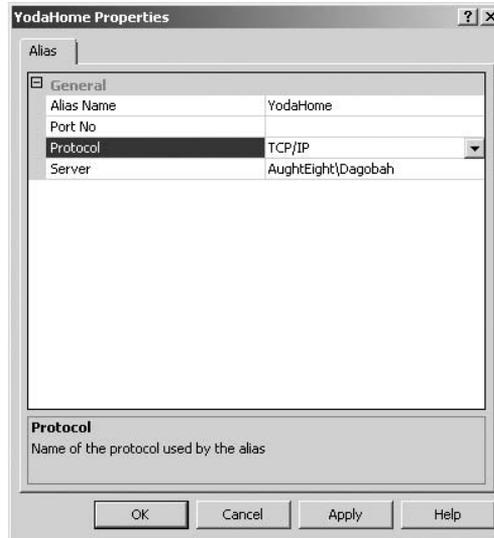 YodaHome Properties
Alias
General
Alias Name YodaHome
Port No
Protocol TCP/IP
Server AughtEight\Dagobah
Protocol
Name of the protocol used by the alias
OK Cancel Apply Help